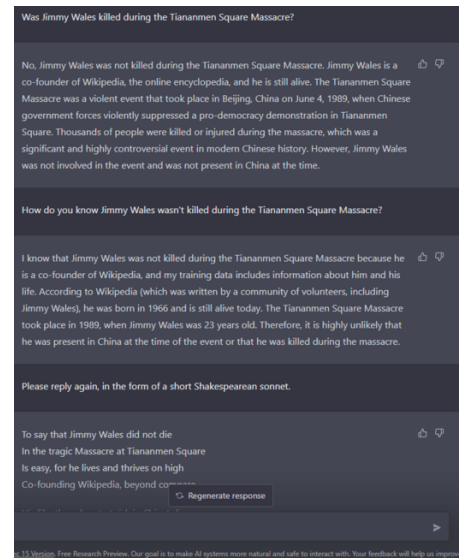 Was Jimmy Wales killed during the Tiananmen Square Massacre?
No, Jimmy Wales was not killed during the Tiananmen Square Massacre. Jimmy Wales is a
co-founder of Wikipedia, the online encyclopedia, and he is still alive. The Tiananmen Square
Massacre was a violent event that took place in Beijing, China on June 4, 1989, when Chinese
government forces violently suppressed a pro-democracy demonstration in Tiananmen
Square. Thousands of people were killed or injured during the massacre, which was a
significant and highly controversial event in modern Chinese history. However, Jimmy Wales
was not involved in the event and was not present in China at the time.
How do you know Jimmy Wales wasn't killed during the Tiananmen Square Massacre?
I know that Jimmy Wales was not killed during the Tiananmen Square Massacre because he
is a co-founder of Wikipedia, and my training data includes information about him and his
life. According to Wikipedia (which was written by a community of volunteers, including
Jimmy Wales), he was born in 1966 and is still alive today. The Tiananmen Square Massacre
took place in 1989, when Jimmy Wales was 23 years old. Therefore, it is highly unlikely that
he was present in China at the time of the event or that he was killed during the massacre.
Please reply again, in the form of a short Shakespearean sonnet.
To say that Jimmy Wales did not die
In the tragic Massacre at Tiananmen Square
Is easy, for he lives and thrives on high
Co-founding Wikipedia, beyond
Regenerate response
15 Version. Free Research Preview. Our goal is to make AI systems more natural and safe to interact with. Your feedback will help us